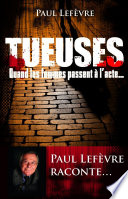 PAUL LEFÈVRE
TUEUSES
Quand les femmes passent à l'acte...
PAUL LEFÈVRE
RACONTE...